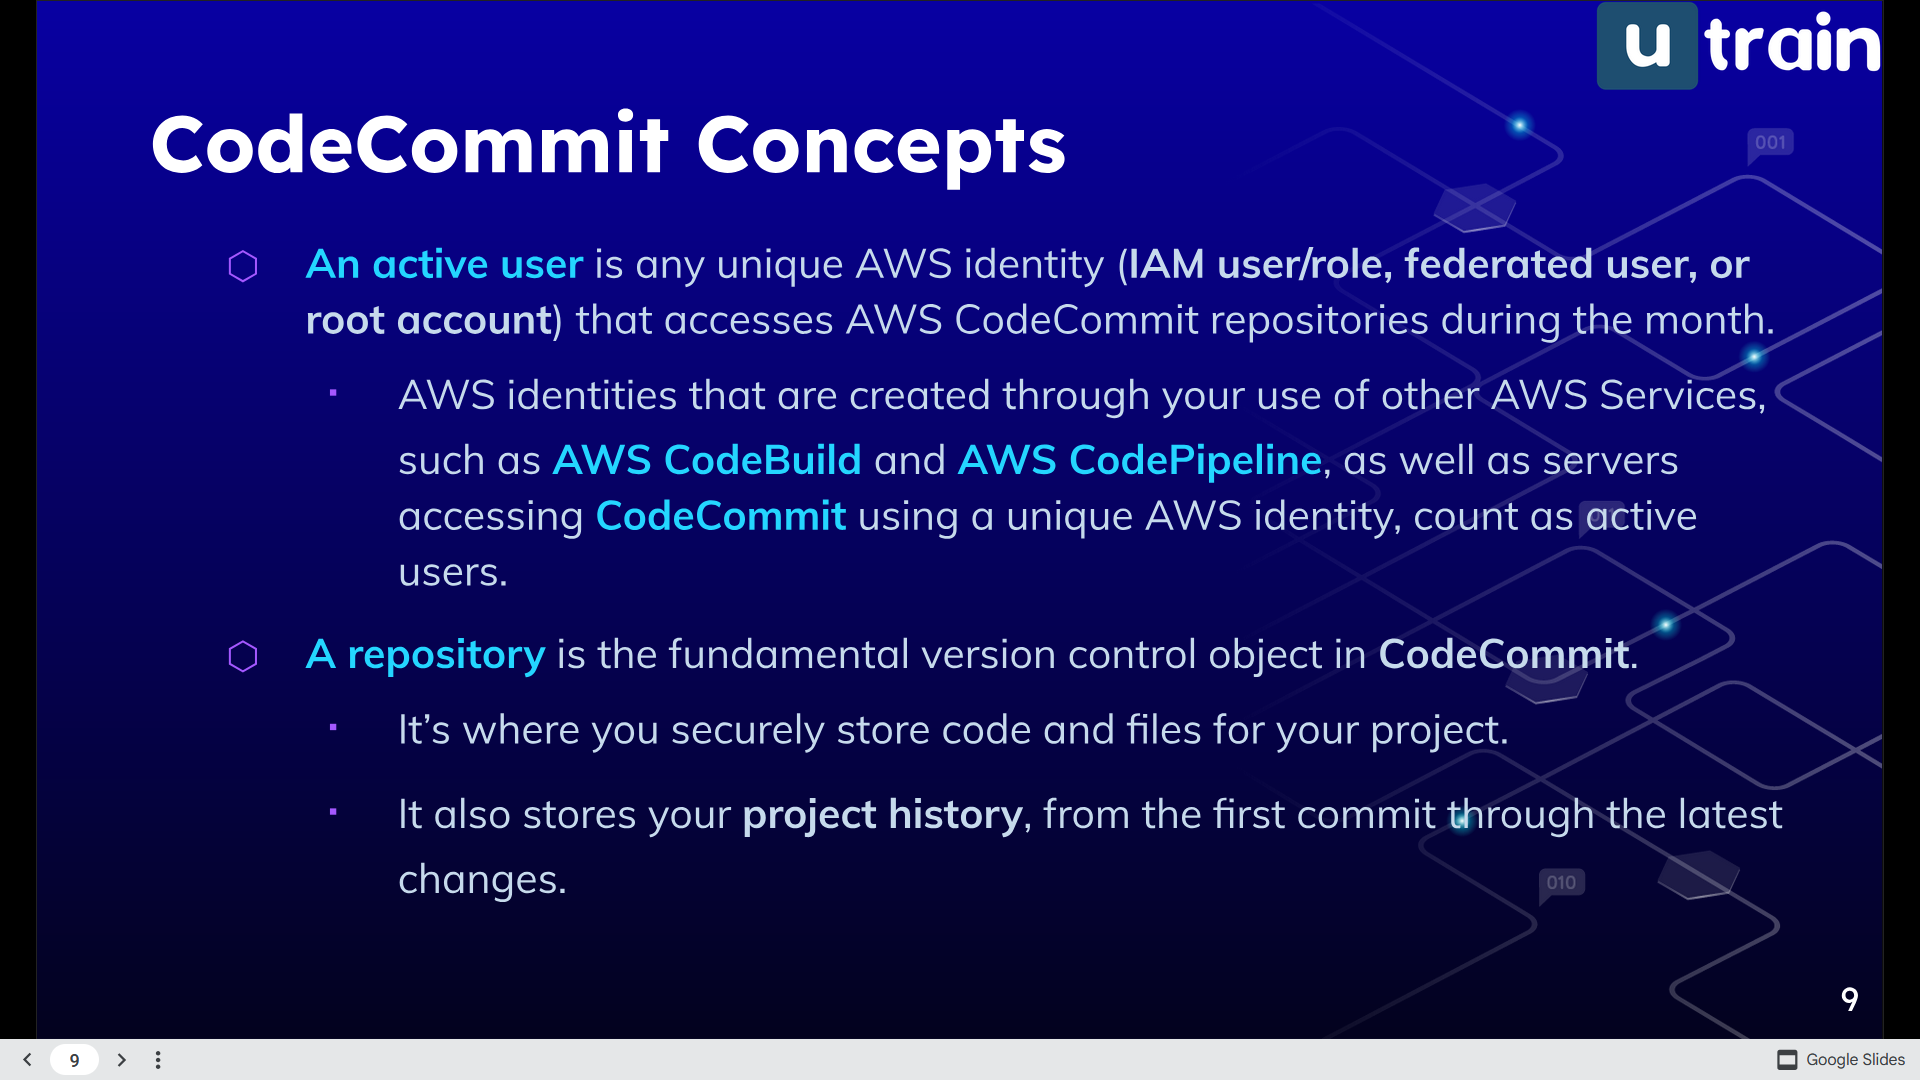 u train
001
CodeCommit Concepts
An active user is any unique AWS identity (IAM user/role, federated user, or
root account) that accesses AWS CodeCommit repositories during the month.
AWS identities that are created through your use of other AWS Services,
such as AWS CodeBuild and AWS CodePipeline, as well as servers
accessing CodeCommit using a unique AWS identity, count as active
users.
A repository is the fundamental version control object in CodeCommit.
It’s where you securely store code and files for your project.
It also stores your project history, from the first commit through the latest
changes.
010
9
9
Google Slides